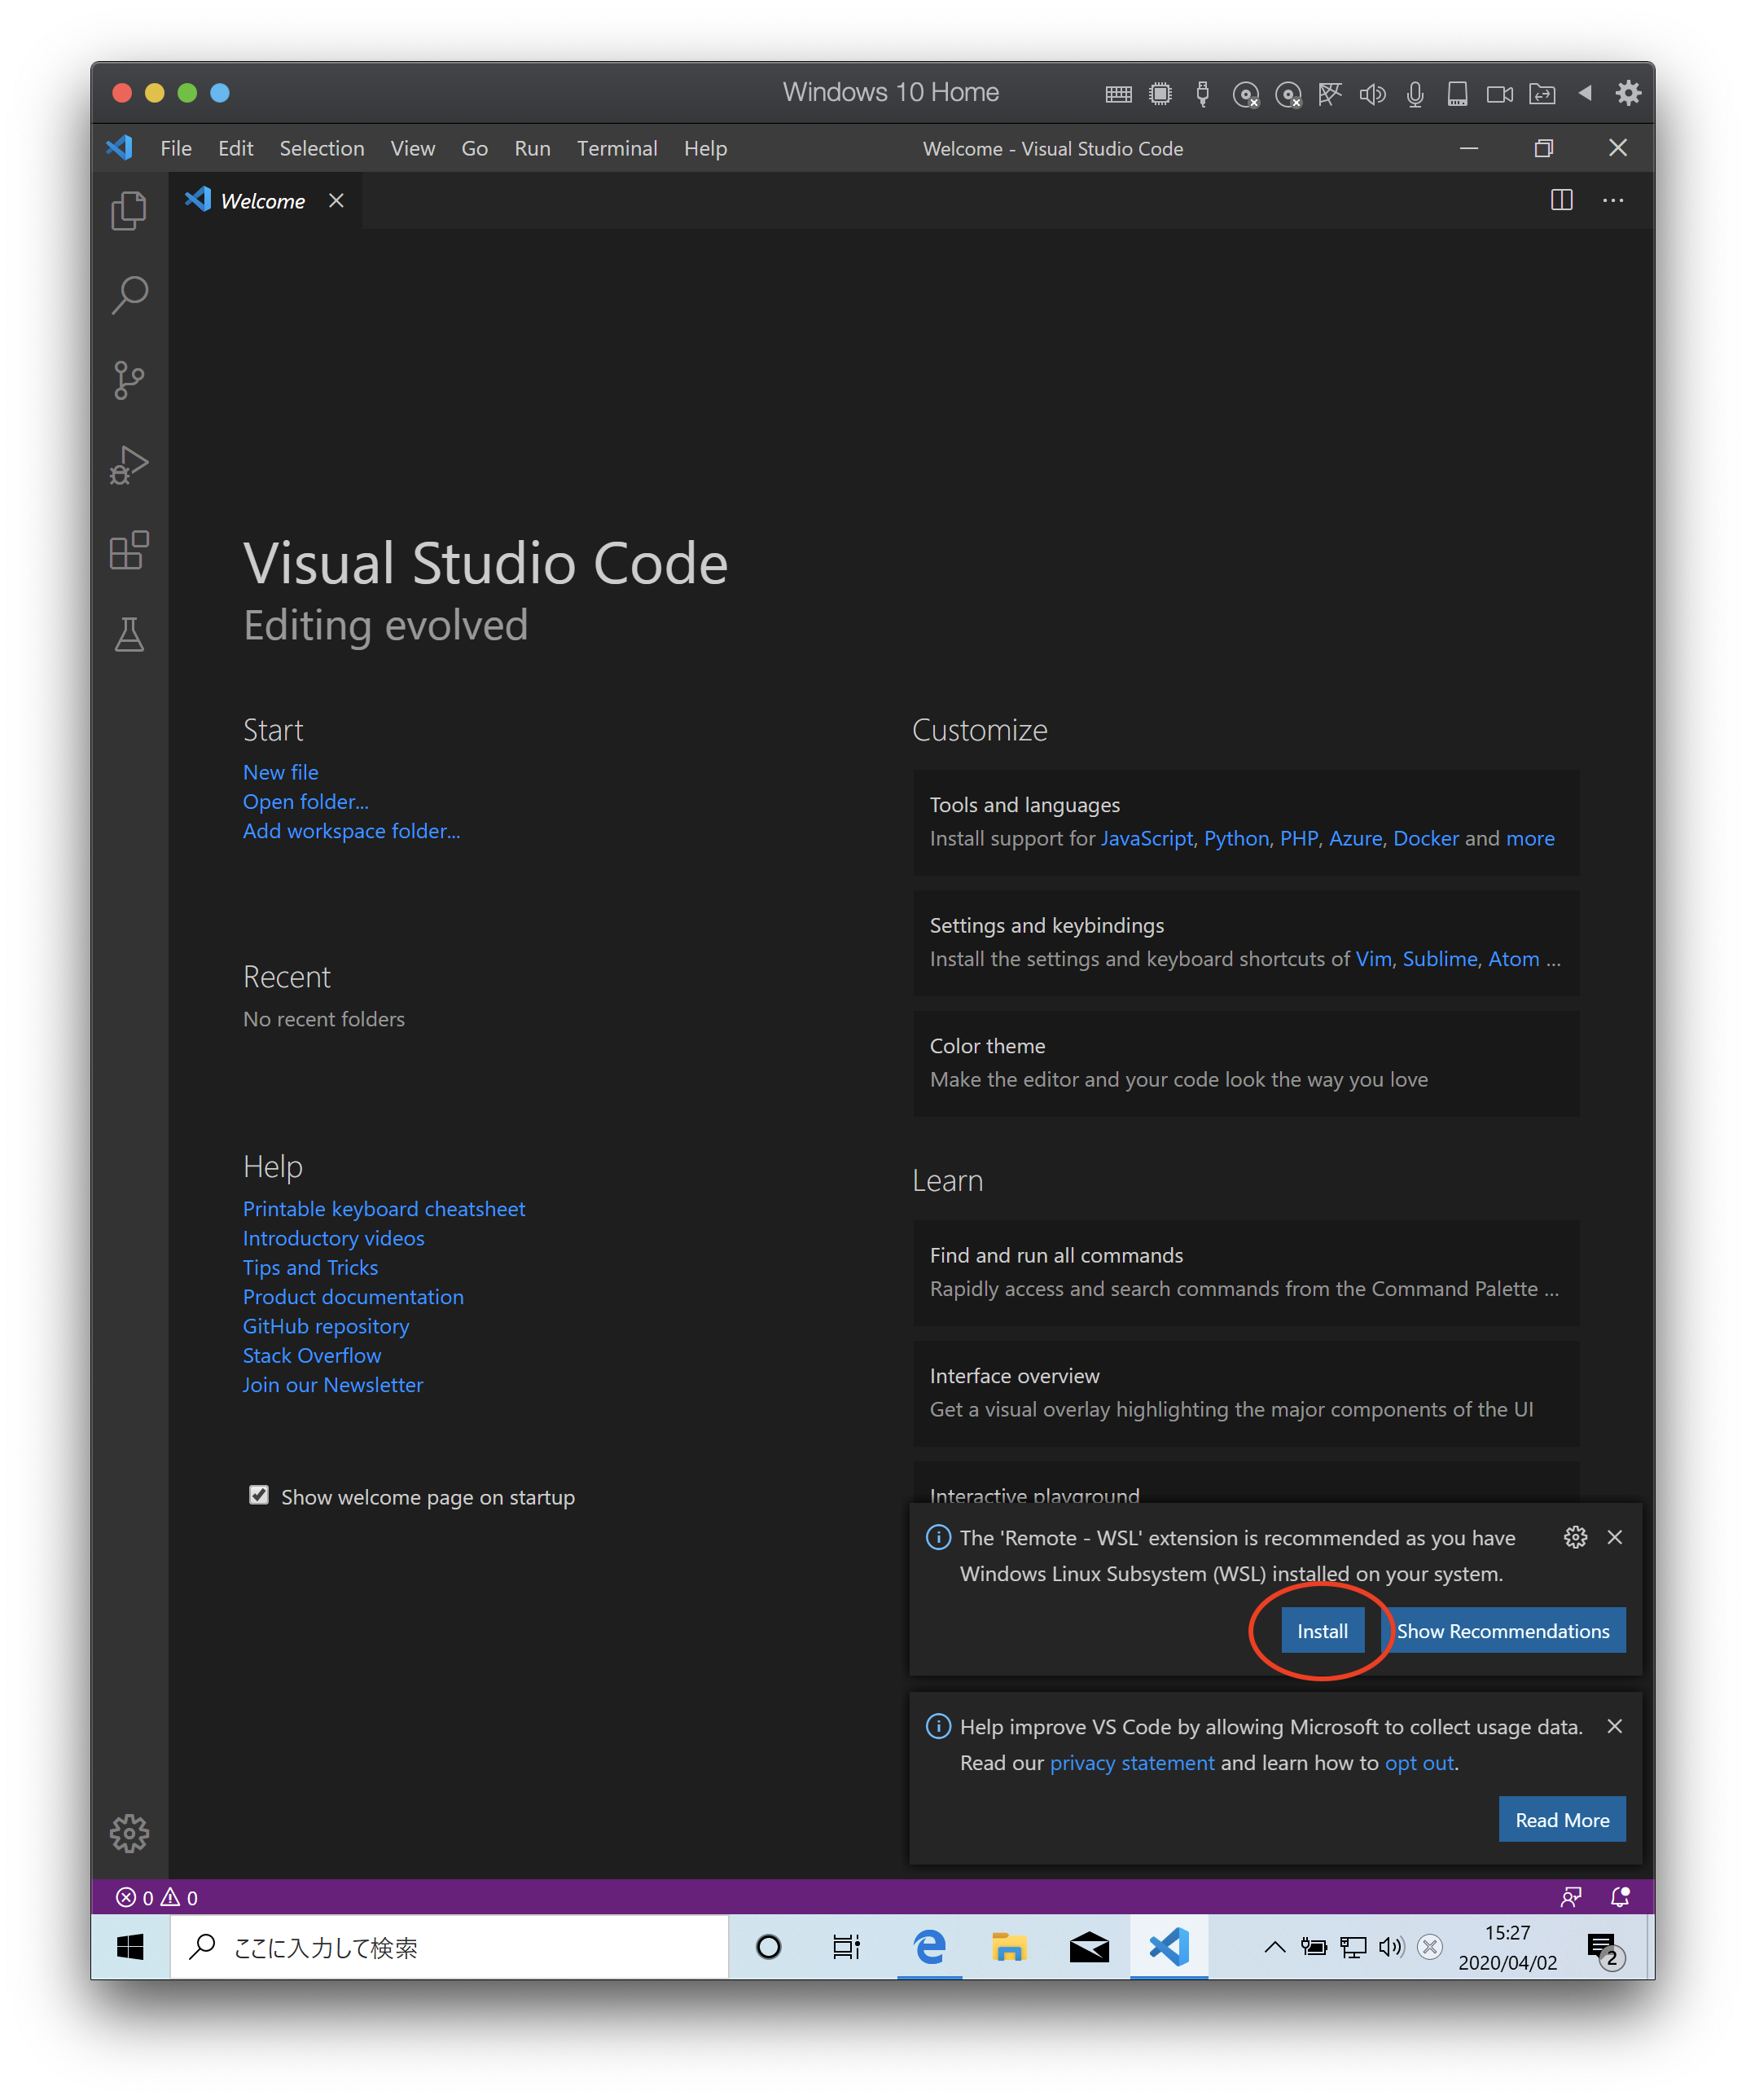 Windows 10 Home
File Edit Selection View Go Run Terminal Help Welcome - Visual Studio Code
Welcome
Visual Studio Code
Editing evolved
Start
New file
Open folder...
Add workspace folder...
Recent
No recent folders
Help
Printable keyboard cheatsheet
Introductory videos
Tips and Tricks
Product documentation
GitHub repository
Stack Overflow
Join our Newsletter
Show welcome page on startup
Customize
Tools and languages
Install support for JavaScript, Python, PHP, Azure, Docker and more
Settings and keybindings
Install the settings and keyboard shortcuts of Vim, Sublime, Atom ...
Color theme
Make the editor and your code look the way you love
Learn
Find and run all commands
Rapidly access and search commands from the Command Palette ...
Interface overview
Get a visual overlay highlighting the major components of the UI
Interactive playground
The 'Remote - WSL' extension is recommended as you have
Windows Linux Subsystem (WSL) installed on your system.
Install Show Recommendations
Help improve VS Code by allowing Microsoft to collect usage data.
Read our privacy statement and learn how to opt out.
Read More
0 0
ここに入力して検索
15:27
2020/04/02
2